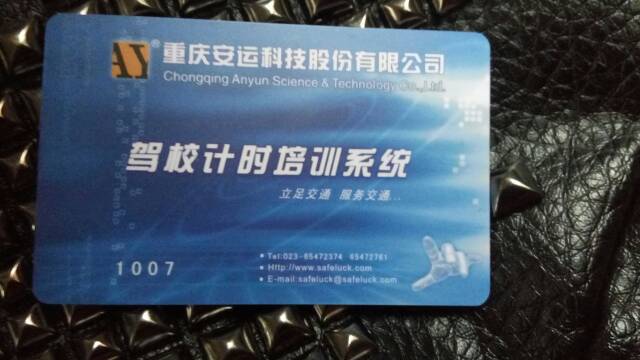 AY® 重庆安运科技股份有限公司
Chongqing Anyun Science & Technology Co.,Ltd.
驾校计时培训系统
立足交通 服务交通...
• Tel:023-65472374 65472761
• Http://www.safeluck.com
• E-mail:safeluck@safeluck.com
1007